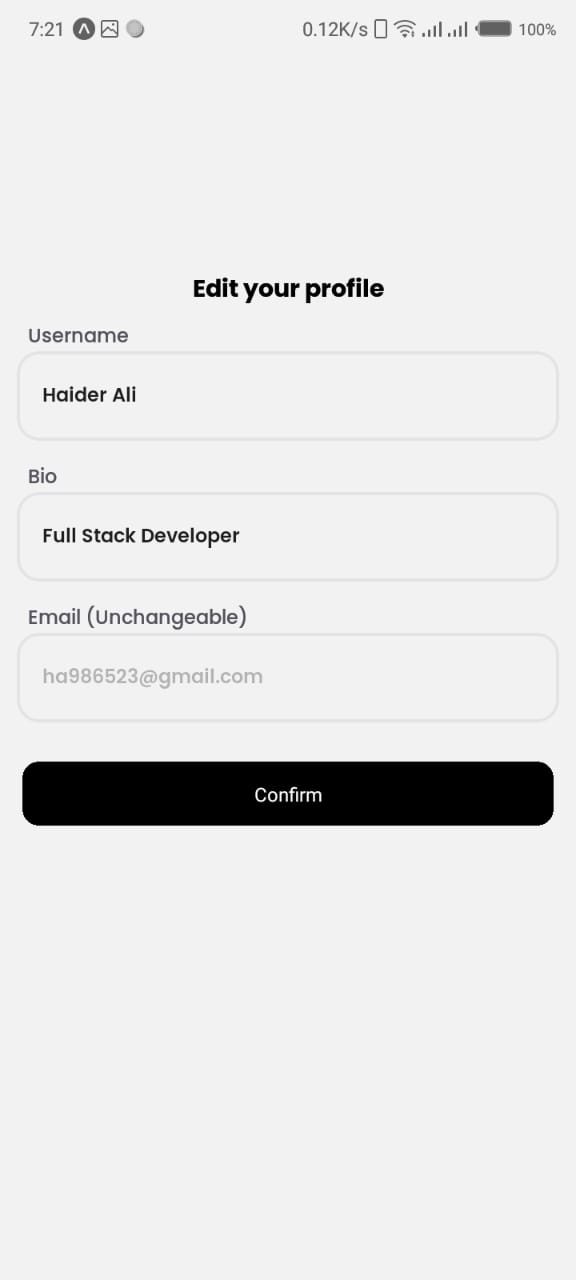 7:21 0.12K/s 100%
Edit your profile
Username
Haider Ali
Bio
Full Stack Developer
Email (Unchangeable)
ha986523@gmail.com
Confirm